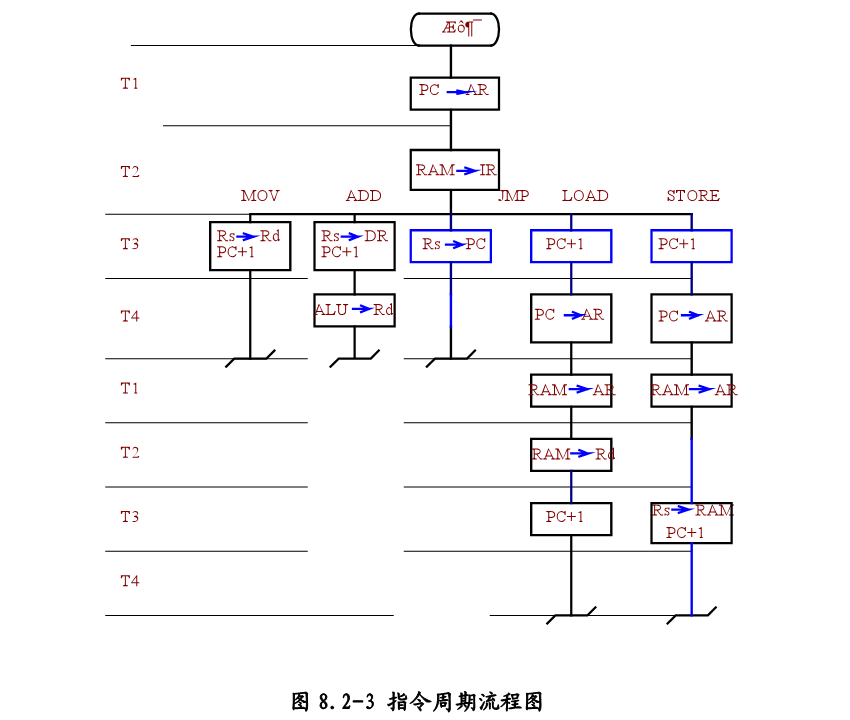 Æô¶¯
T1
PC AR
T2
RAM IR
MOV ADD JMP LOAD STORE
T3
Rs Rd
PC+1
Rs DR
PC+1
Rs PC
PC+1
PC+1
T4
ALU Rd
PC AR
PC AR
T1
RAM AR
RAM AR
T2
RAM Rd
T3
PC+1
Rs RAM
PC+1
T4
图 8.2-3 指令周期流程图